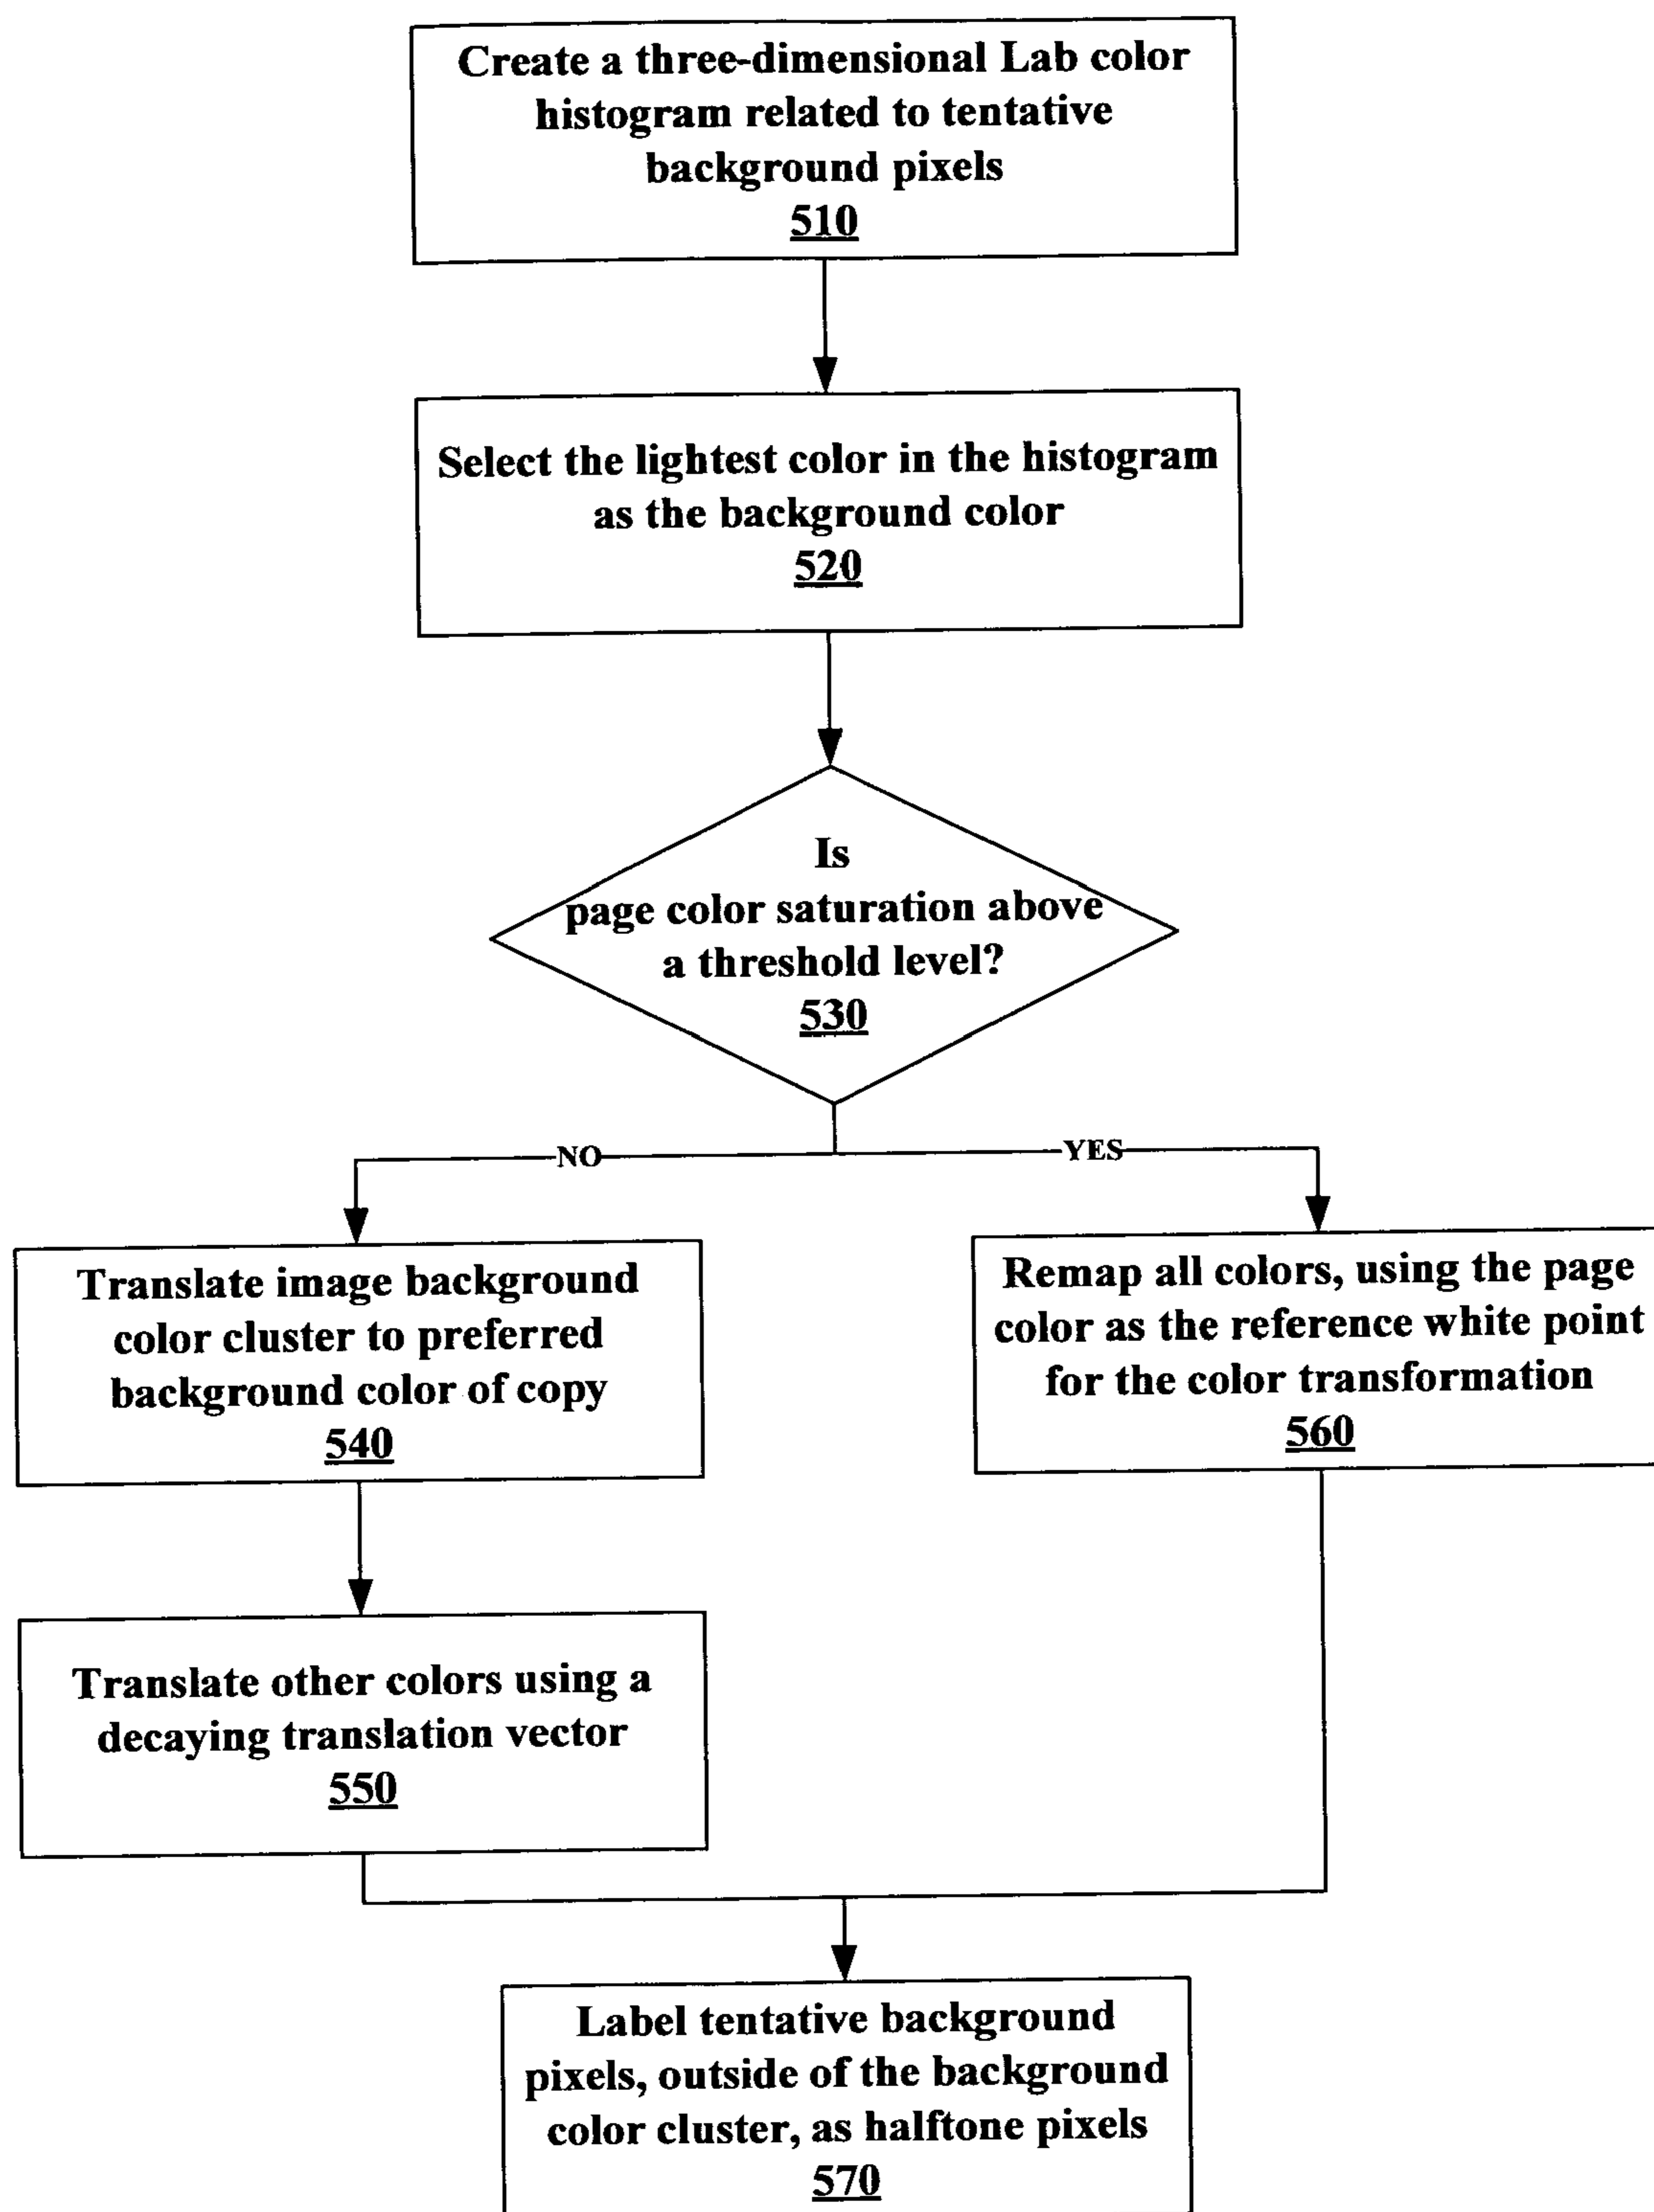 Create a three-dimensional Lab color
histogram related to tentative
background pixels
510
Select the lightest color in the histogram
as the background color
520
Is
page color saturation above
a threshold level?
530
NO
YES
Translate image background
color cluster to preferred
background color of copy
540
Remap all colors, using the page
color as the reference white point
for the color transformation
560
Translate other colors using a
decaying translation vector
550
Label tentative background
pixels, outside of the background
color cluster, as halftone pixels
570